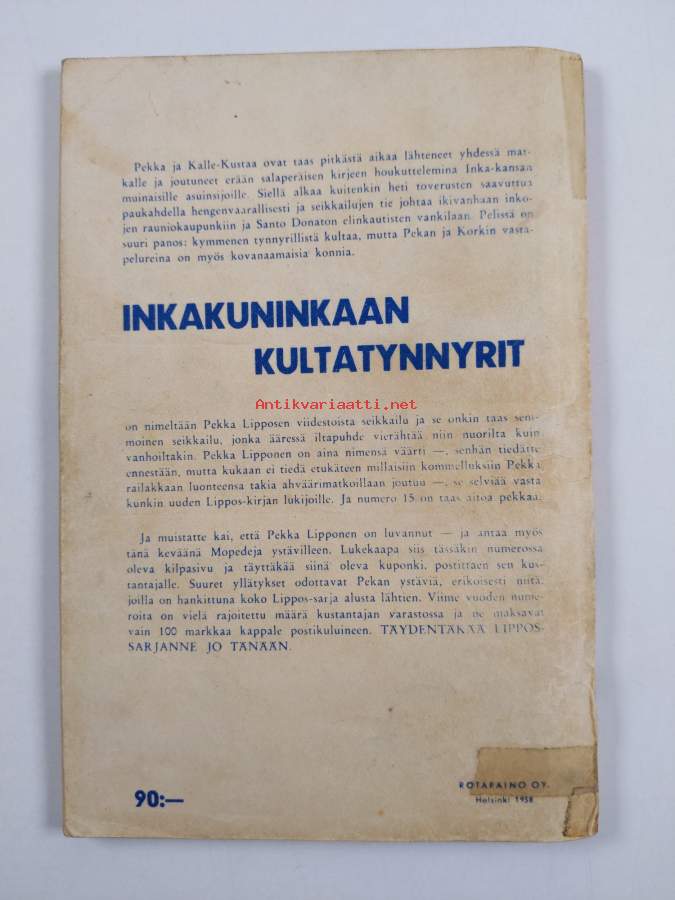 Pekka ja Kalle-Kustaa ovat taas pitkästä aikaa lähteneet yhdessä mat-
kalle ja joutuneet erään salaperäisen kirjeen houkuttelemina Inka-kansan
muinaisille asuinsijoille. Siellä alkaa kuitenkin heti toverusten saavuttua
paukahdella hengenvaarallisesti ja seikkailujen tie johtaa ikivanhaan inko-
jen rauniokaupunkiin ja Santo Donaton elinkautisten vankilaan. Pelissä on
suuri panos: kymmenen tynnyrillistä kultaa, mutta Pekan ja Korkin vasta-
pelureina on myös kovanaamaisia konnia.
INKAKUNINKAAN
KULTATYNNYRIT
Antikvariaatti.net
on nimeltään Pekka Lipposen viidestoista seikkailu ja se onkin taas sem-
moinen seikkailu, jonka ääressä iltapuhde vierähtää niin nuorilta kuin
vanhoiltakin. Pekka Lipponen on aina nimensä väärti —, senhän tiedätte
ennestään, mutta kukaan ei tiedä etukäteen millaisiin kommelluksiin Pekka
railakkaan luonteensa takia ahväärimatkoillaan joutuu —, se selviää vasta
kunkin uuden Lippos-kirjan lukijoille. Ja numero 15 on taas aitoa pekkaa.
Ja muistatte kai, että Pekka Lipponen on luvannut — ja antaa myös
tänä keväänä Mopedeja ystävilleen. Lukekaapa siis tässäkin numerossa
oleva kilpasivu ja täyttäkää siinä oleva kuponki, postittaen sen kus-
tantajalle. Suuret yllätykset odottavat Pekan ystäviä, erikoisesti niitä,
joilla on hankittuna koko Lippos-sarja alusta lähtien. Viime vuoden nume-
roita on vielä rajoitettu määrä kustantajan varastossa ja ne maksavat
vain 100 markkaa kappale postikuluineen. TÄYDENTÄKÄÄ LIPPOS-
SARJANNE JO TÄNÄÄN.
90:—
ROTAPAINO OY.
Helsinki 1958